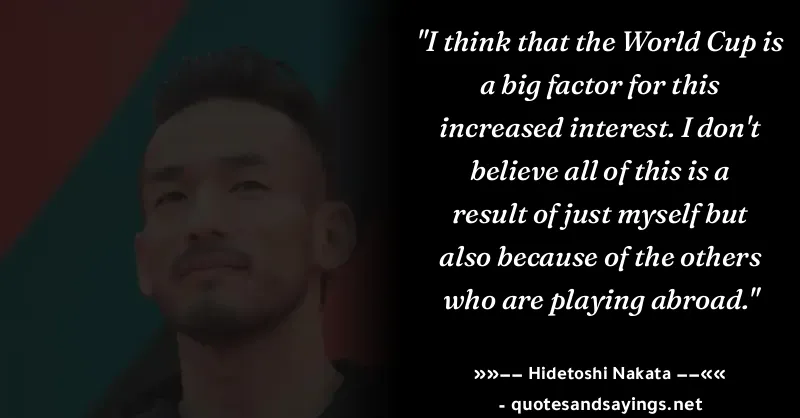 "I think that the World Cup is
a big factor for this
increased interest. I don't
believe all of this is a
result of just myself but
also because of the others
who are playing abroad."
»»−− Hidetoshi Nakata −−««
- quotesandsayings.net